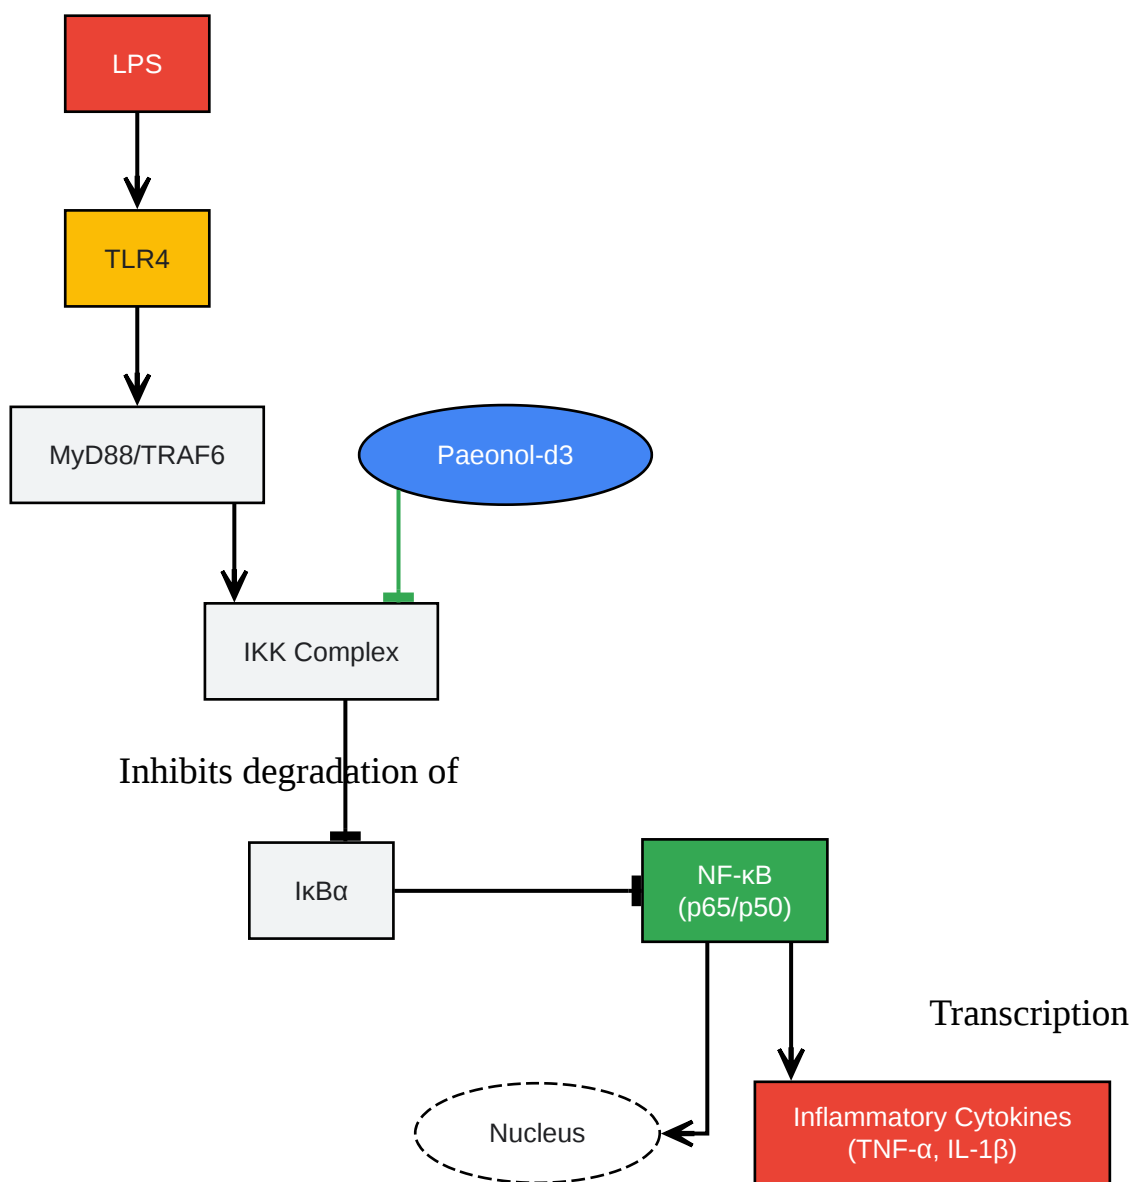 LPS
TLR4
MyD88/TRAF6
Paeonol-d3
IKK Complex
Inhibits degradation of
IκBα
NF-κB
(p65/p50)
Transcription
Nucleus
Inflammatory Cytokines
(TNF-α, IL-1β)